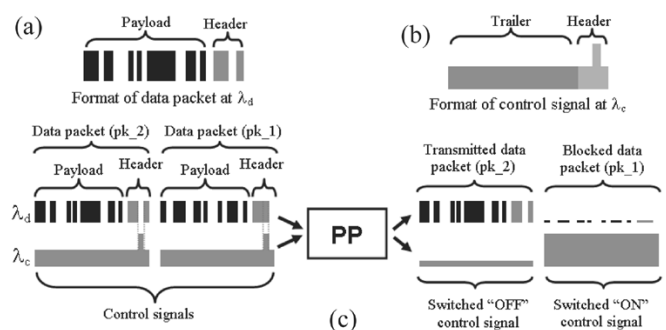 (a)
Payload
Header
Format of data packet at λd
(b)
Trailer
Header
Format of control signal at λc
Data packet (pk_2)
Data packet (pk_1)
Payload
Header
Payload
Header
λd
λc
Control signals
PP
Transmitted data
packet (pk_2)
Blocked data
packet (pk_1)
Switched “OFF”
control signal
Switched “ON”
control signal
(c)